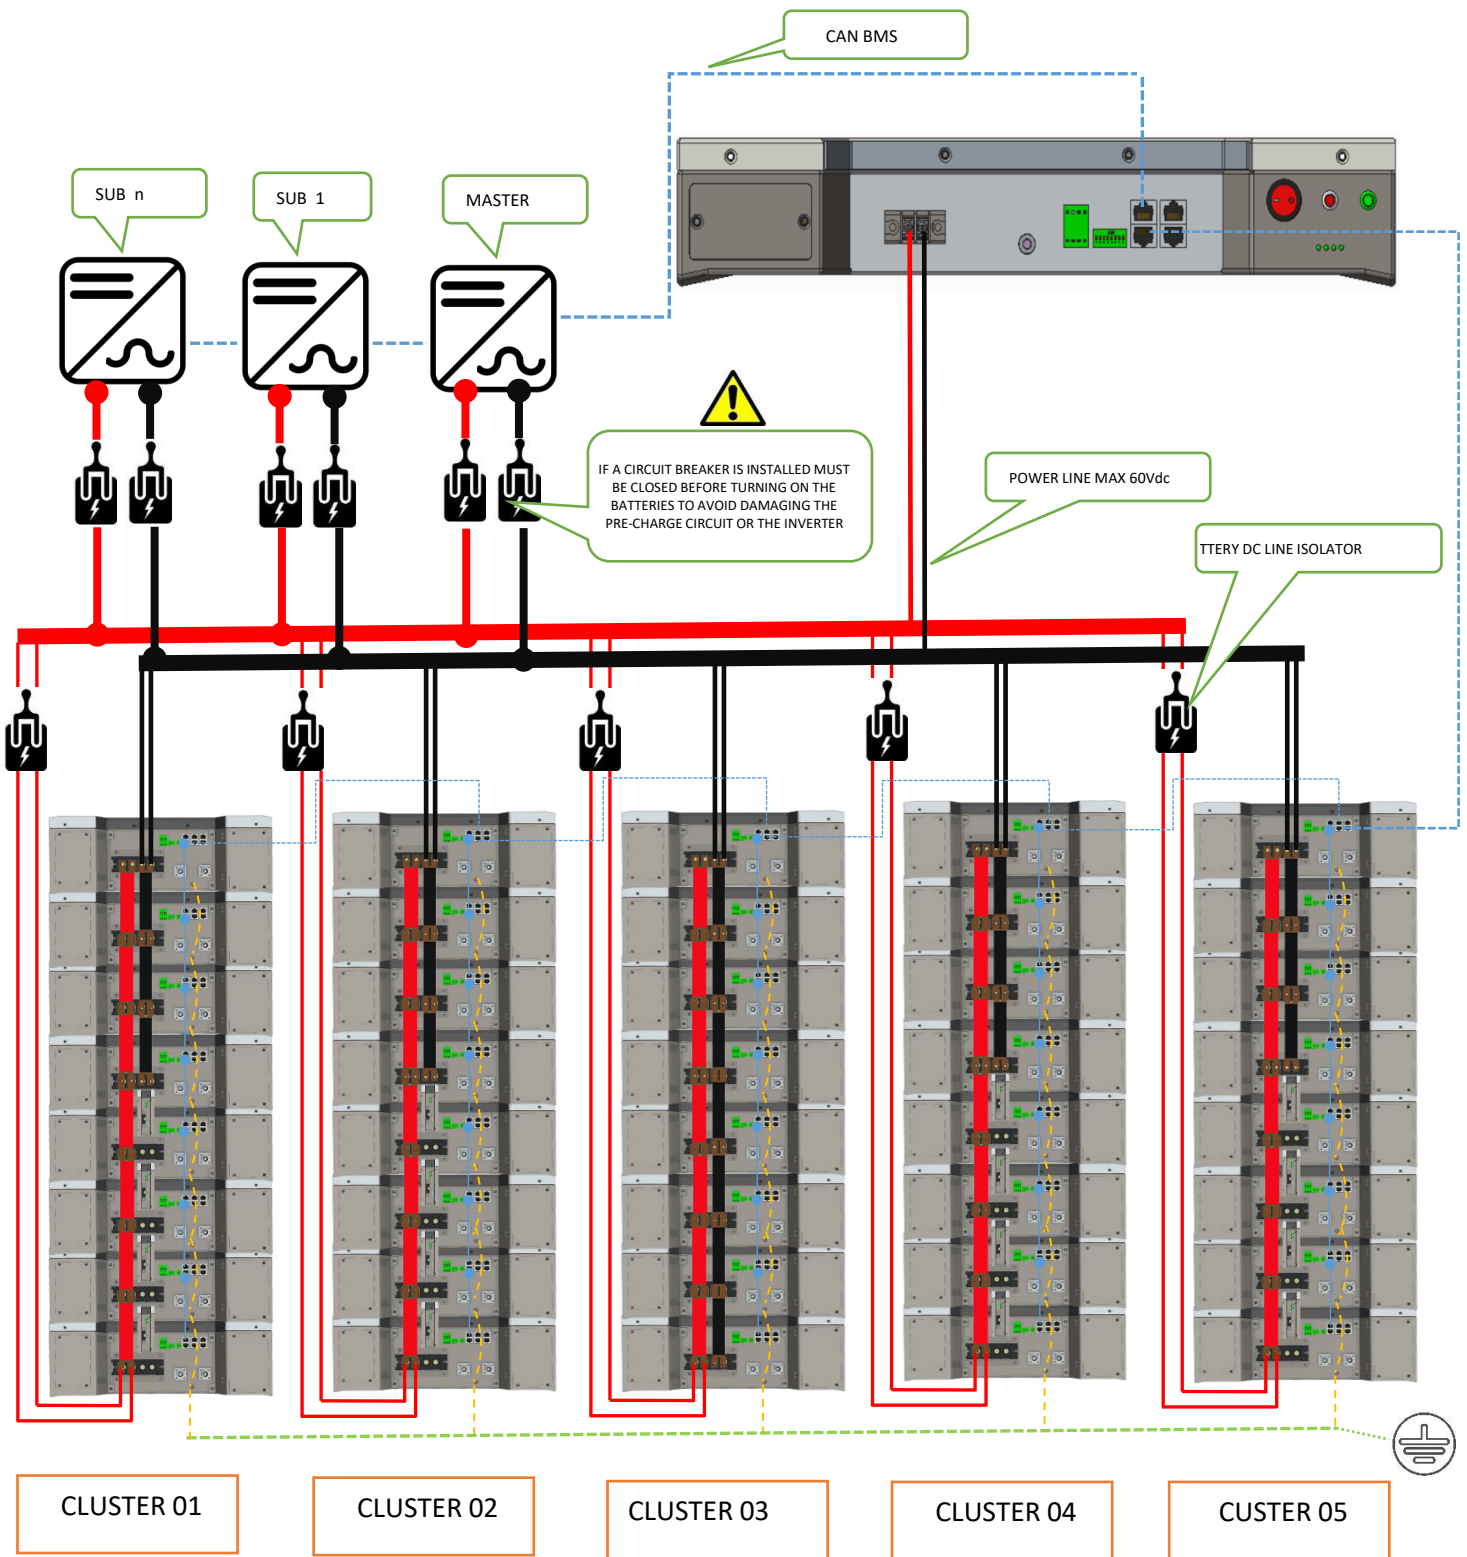 CAN BMS
SUB n
SUB 1
MASTER
IF A CIRCUIT BREAKER IS INSTALLED MUST
BE CLOSED BEFORE TURNING ON THE
BATTERIES TO AVOID DAMAGING THE
PRE-CHARGE CIRCUIT OR THE INVERTER
POWER LINE MAX 60Vdc
TTERY DC LINE ISOLATOR
CLUSTER 01
CLUSTER 02
CLUSTER 03
CLUSTER 04
CUSTER 05